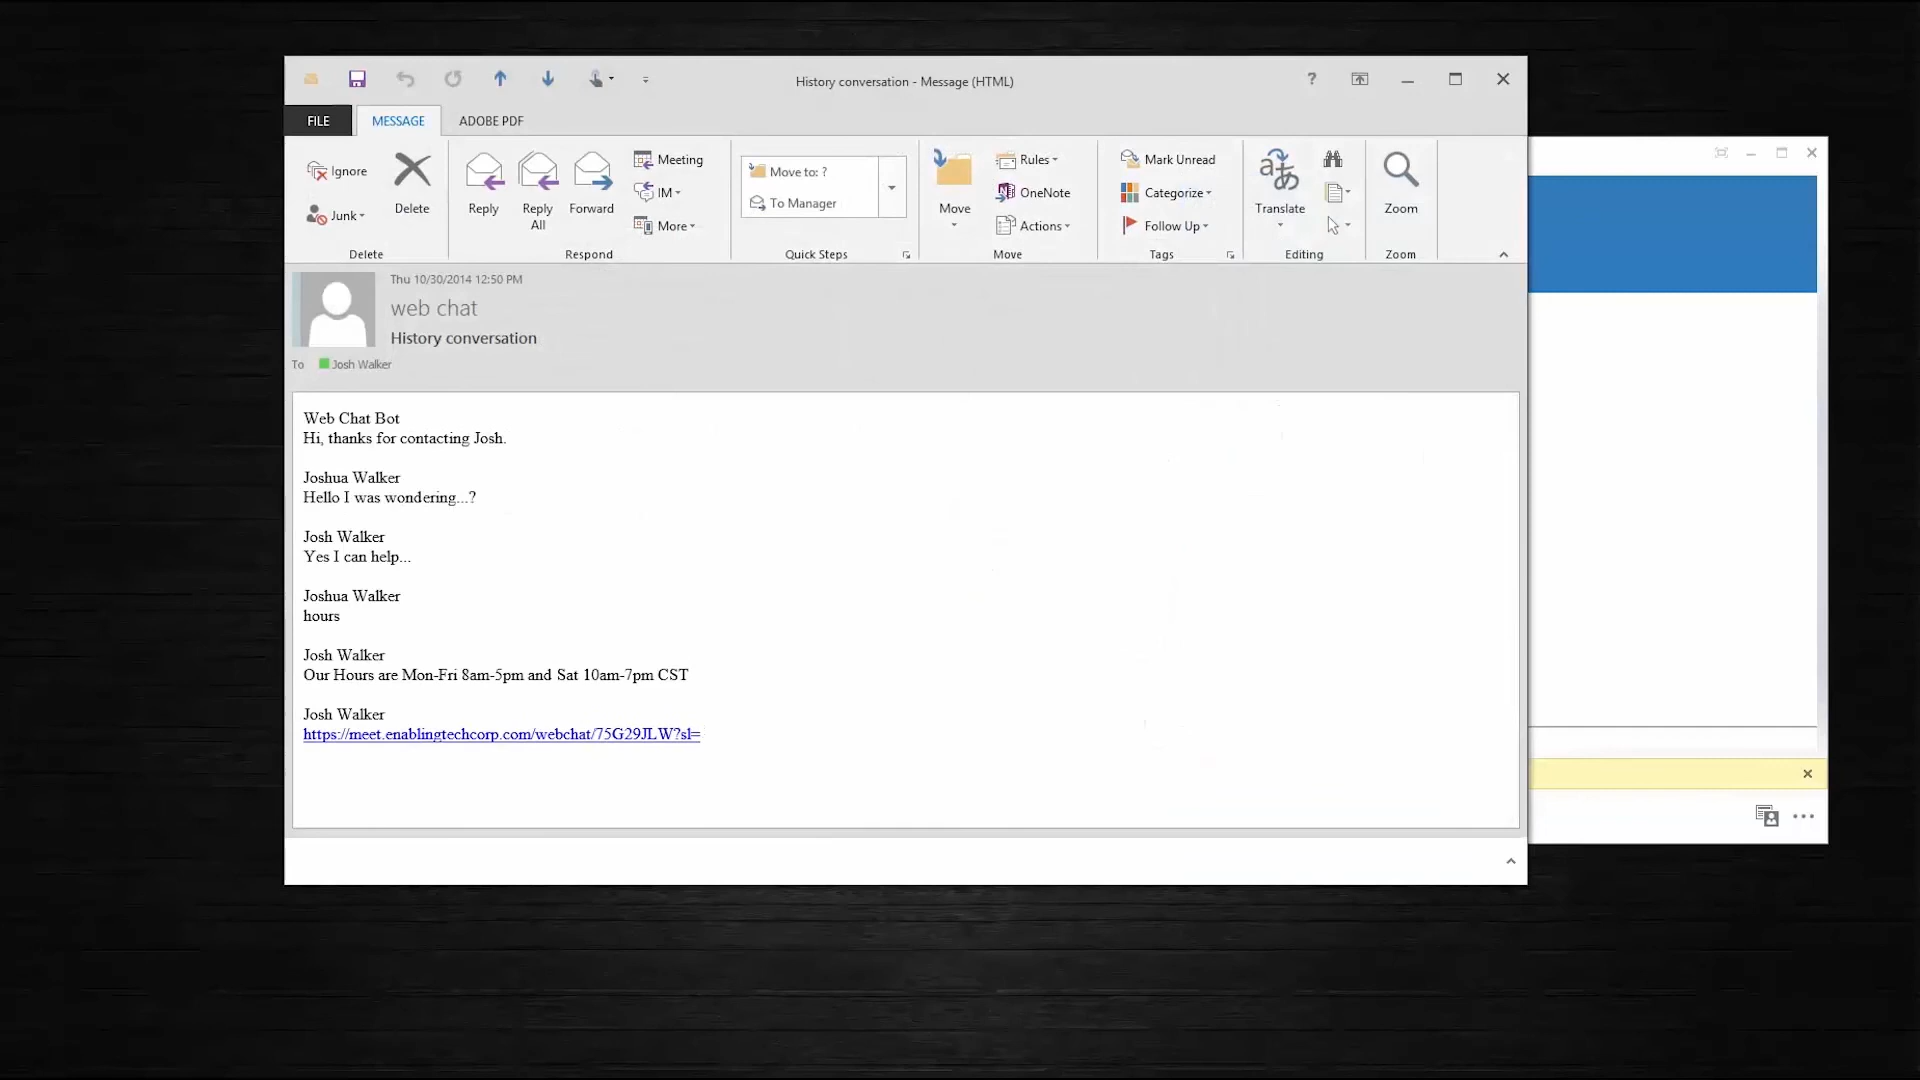 History conversation - Message (HTML)
?
FILE
MESSAGE
ADOBE PDF
Ignore
Junk
Delete
Delete
Reply
Reply
All
Forward
Meeting
IM
More
Respond
Move to: ?
To Manager
Quick Steps
Move
Rules
OneNote
Actions
Move
Mark Unread
Categorize
Follow Up
Tags
Translate
Editing
Zoom
Zoom
Thu 10/30/2014 12:50 PM
web chat
History conversation
To Josh Walker
Web Chat Bot
Hi, thanks for contacting Josh.
Joshua Walker
Hello I was wondering...?
Josh Walker
Yes I can help...
Joshua Walker
hours
Josh Walker
Our Hours are Mon-Fri 8am-5pm and Sat 10am-7pm CST
Josh Walker
https://meet.enablingtechcorp.com/webchat/75G29JLW?sl=